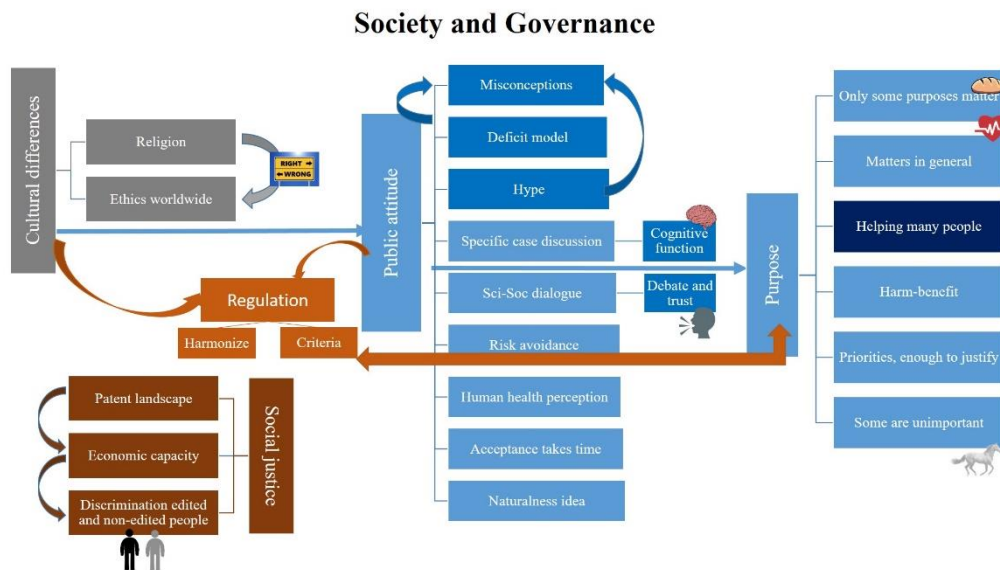 Society and Governance
Cultural differences
Religion
Ethics worldwide
RIGHT
WRONG
Regulation
Harmonize
Criteria
Patent landscape
Economic capacity
Discrimination edited
and non-edited people
Social justice
Public attitude
Misconceptions
Deficit model
Hype
Specific case discussion
Cognitive
function
Sci-Soc dialogue
Debate and
trust
Risk avoidance
Human health perception
Acceptance takes time
Naturalness idea
Purpose
Only some purposes matter
Matters in general
Helping many people
Harm-benefit
Priorities, enough to justify
Some are unimportant